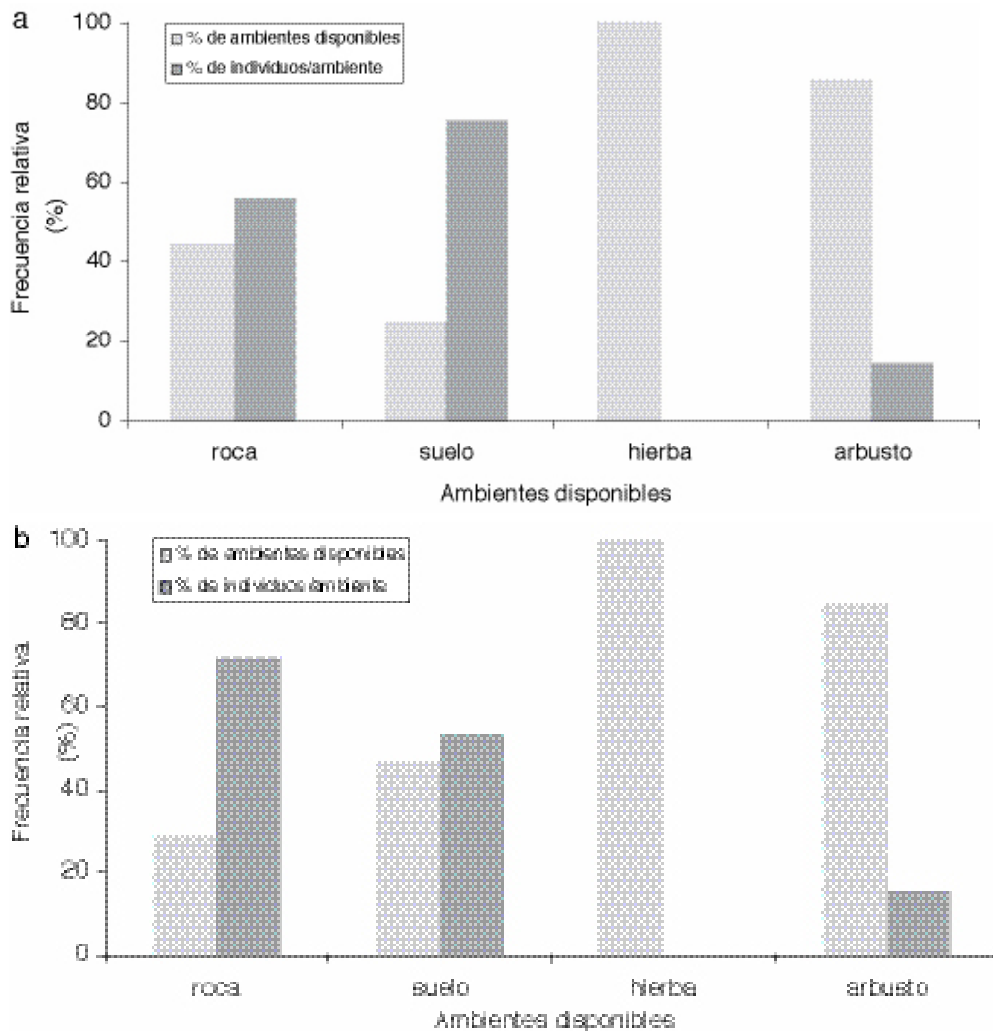 a
100
% de ambientes disponibles
% de individuos/ambiente
80
60
40
20
0
Frecuencia relativa
(%)
roca suelo hierba arbusto
Ambientes disponibles
b
100
% de ambientes disponibles
% de individuos/ambiente
80
60
40
20
0
Frecuencia relativa
(%)
roca suelo hierba arbusto
Ambientes disponibles